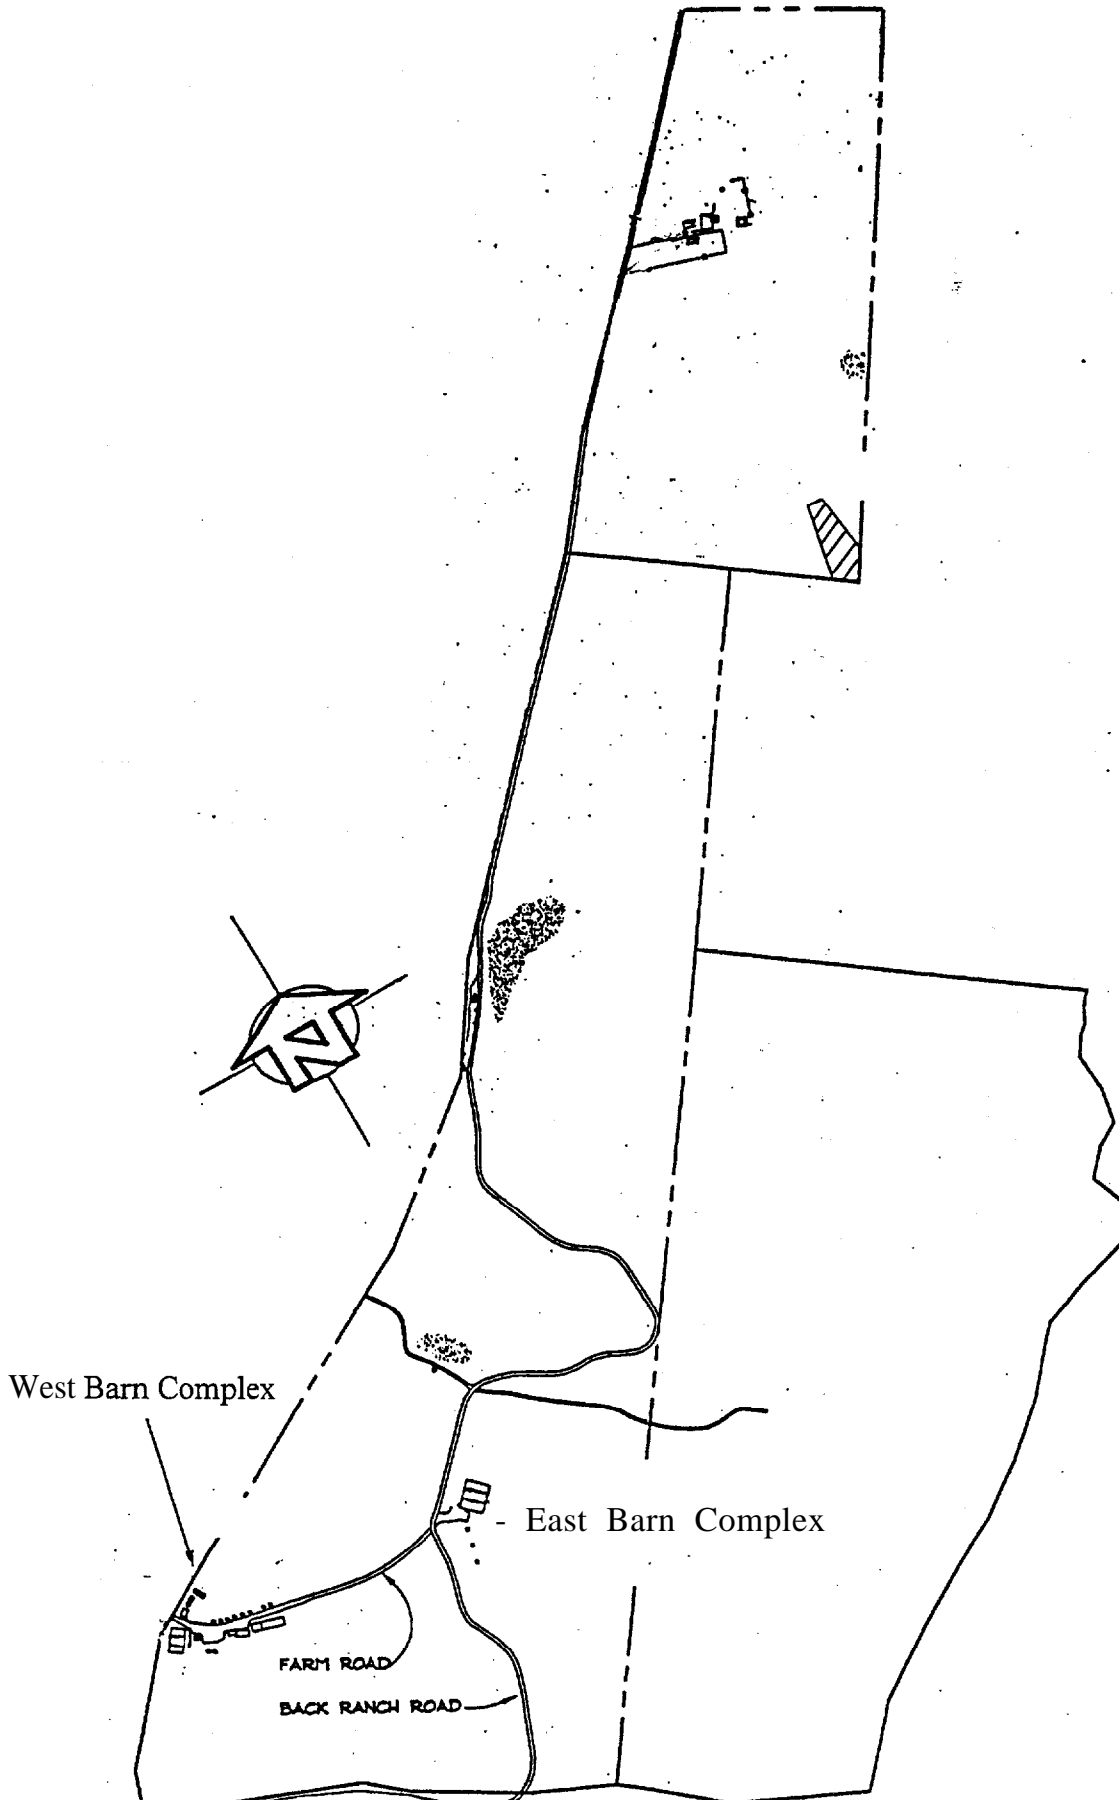 N
West Barn Complex
- East Barn Complex
FARM ROAD
BACK RANCH ROAD